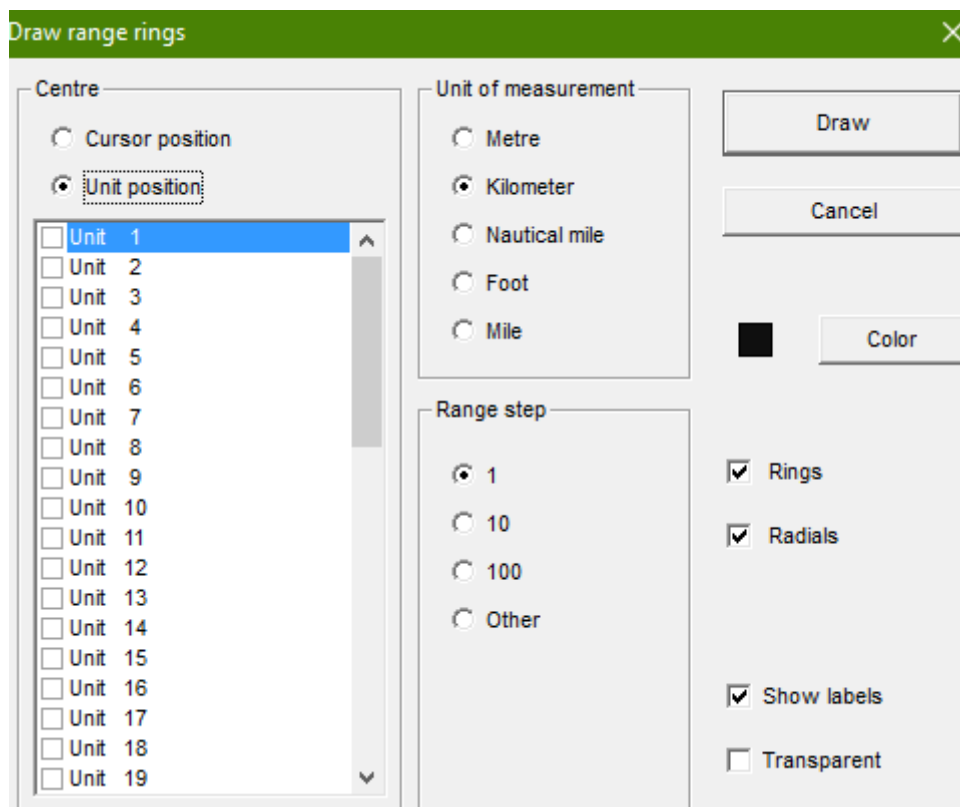 Draw range rings
Centre
Cursor position
Unit position
Unit 1
Unit 2
Unit 3
Unit 4
Unit 5
Unit 6
Unit 7
Unit 8
Unit 9
Unit 10
Unit 11
Unit 12
Unit 13
Unit 14
Unit 15
Unit 16
Unit 17
Unit 18
Unit 19
Unit of measurement
Metre
Kilometer
Nautical mile
Foot
Mile
Range step
1
10
100
Other
Draw
Cancel
Color
Rings
Radials
Show labels
Transparent